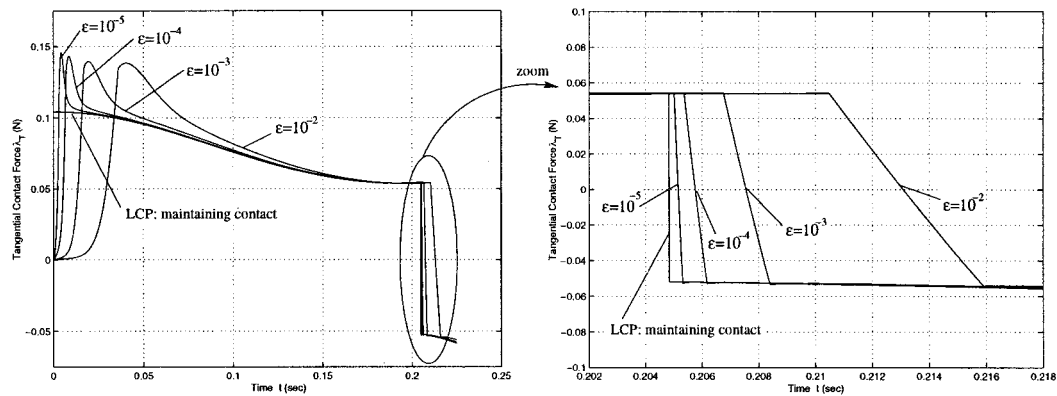 ε=10⁻⁵
ε=10⁻⁴
ε=10⁻³
ε=10⁻²
LCP: maintaining contact
Tangential Contact Force λ_T (N)
0.15
0.1
0.05
0
−0.05
0
0.05
0.1
0.15
0.2
0.25
Time t (sec)
zoom
Tangential Contact Force λ_T (N)
0.1
0.08
0.06
0.04
0.02
0
−0.02
−0.04
−0.06
−0.08
−0.1
ε=10⁻⁵
ε=10⁻⁴
ε=10⁻³
ε=10⁻²
LCP: maintaining contact
0.202
0.204
0.206
0.208
0.21
0.212
0.214
0.216
0.218
Time t (sec)